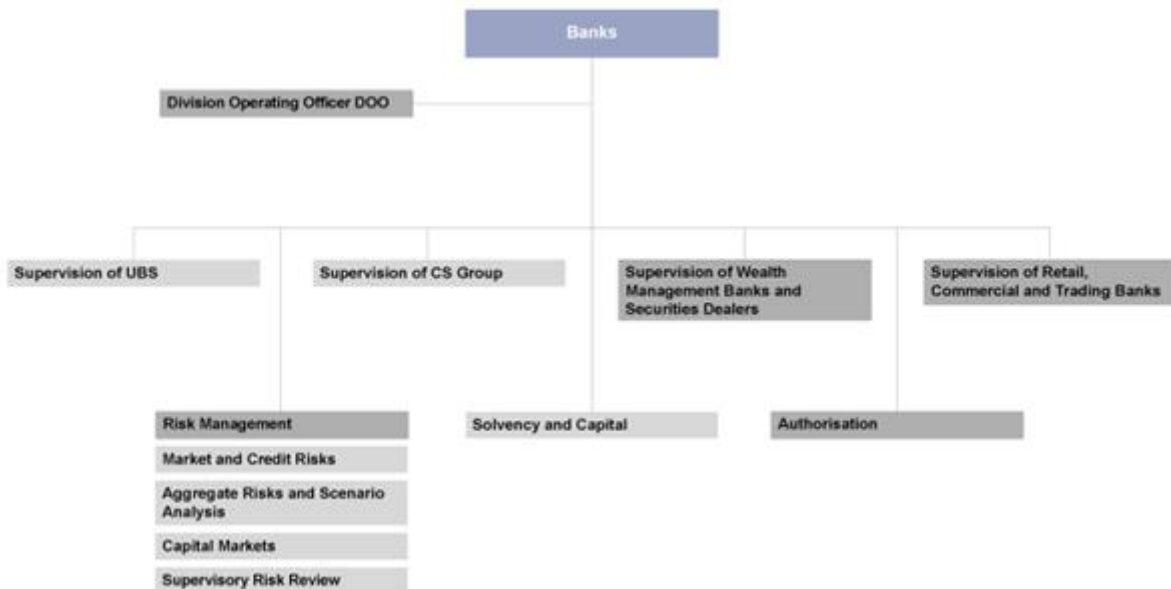 Banks
Division Operating Officer DOO
Supervision of UBS
Supervision of CS Group
Supervision of Wealth
Management Banks and
Securities Dealers
Supervision of Retail,
Commercial and Trading Banks
Risk Management
Market and Credit Risks
Aggregate Risks and Scenario
Analysis
Capital Markets
Supervisory Risk Review
Solvency and Capital
Authorisation